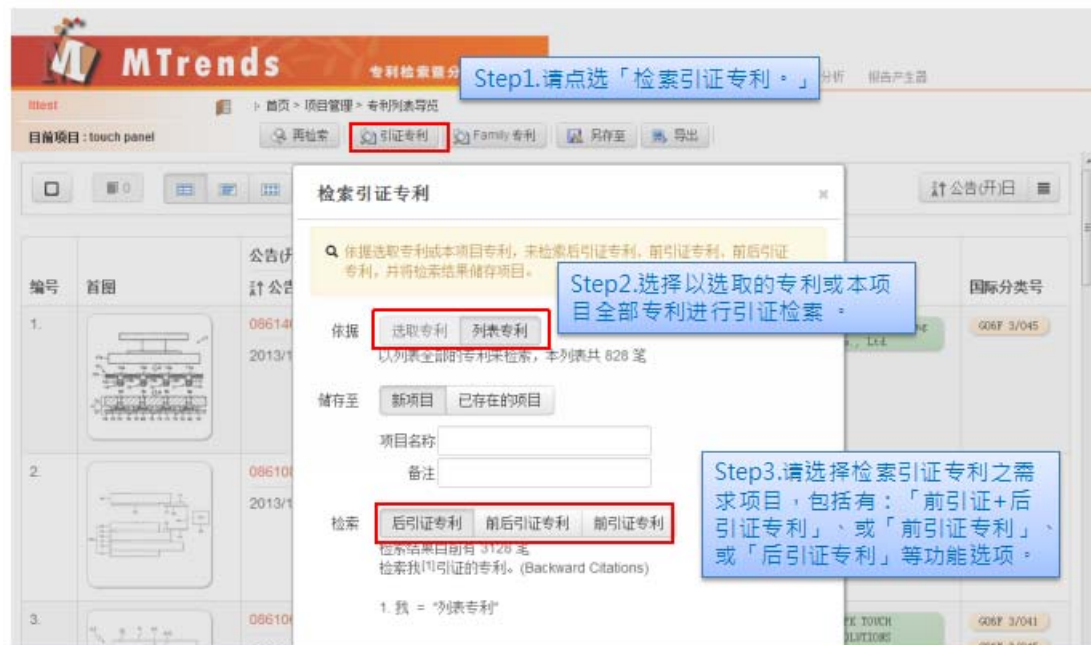 MTrends
Step1.请点选「检索引证专利。」
分析 报告产生器
首页 > 项目管理 > 专利列表导览
目前项目 : touch panel
再检索 引证专利 Family 专利 另存至 导出
0
公告(开)日
检索引证专利 ×
依据选取专利或本项目专利，来检索后引证专利、前引证专利、前后引证
专利，并将检索结果储存项目。
Step2.选择以选取的专利或本项
目全部专利进行引证检索 。
编号 首图 国际分类号
依据 选取专利 列表专利
以列表全部的专利来检索，本列表共 828 笔
1.
2013/1
G06F 3/045
储存至 新项目 已存在的项目
项目名称
备注
2.
2013/1
Step3.请选择检索引证专利之需
求项目，包括有：「前引证+后
引证专利」、或「前引证专利」、
或「后引证专利」等功能选项。
检索 后引证专利 前后引证专利 前引证专利
检索结果目前有 3128 笔
检索我[1]引证的专利。(Backward Citations)
1. 我 = "列表专利"
3.
G06F 3/041